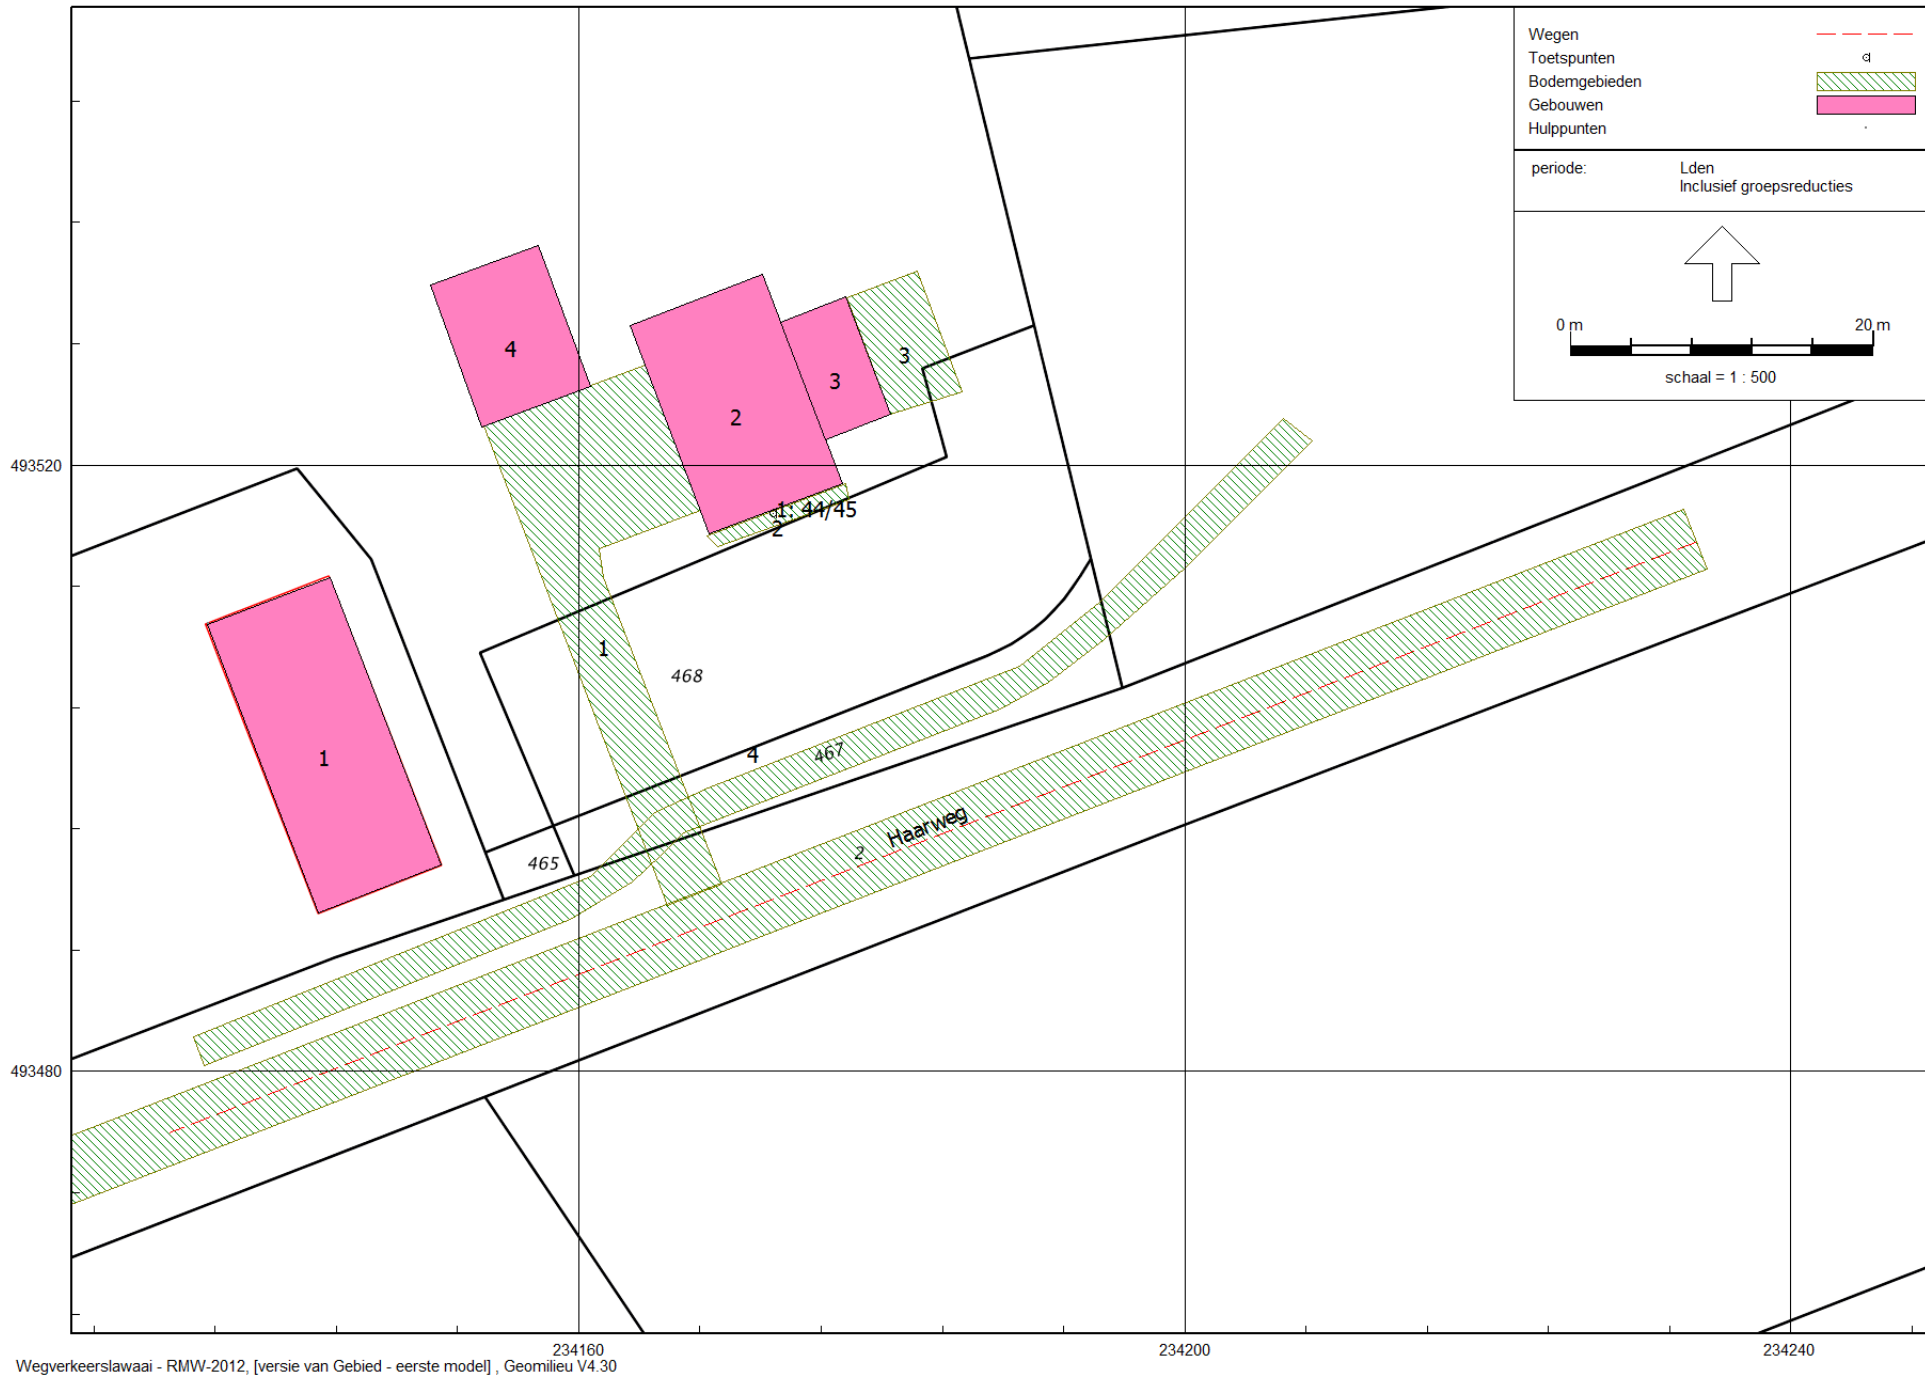 Wegen
Toetspunten
Bodemgebieden
Gebouwen
Hulppunten
periode: Lden
Inclusief groepsreducties
0 m 20 m
schaal = 1 : 500
4
3
3
2
493520
1: 44/45
2
1
468
1
4
467
Haarweg
2
465
493480
234160 234200 234240
Wegverkeerslawaai - RMW-2012, [versie van Gebied - eerste model] , Geomilieu V4.30